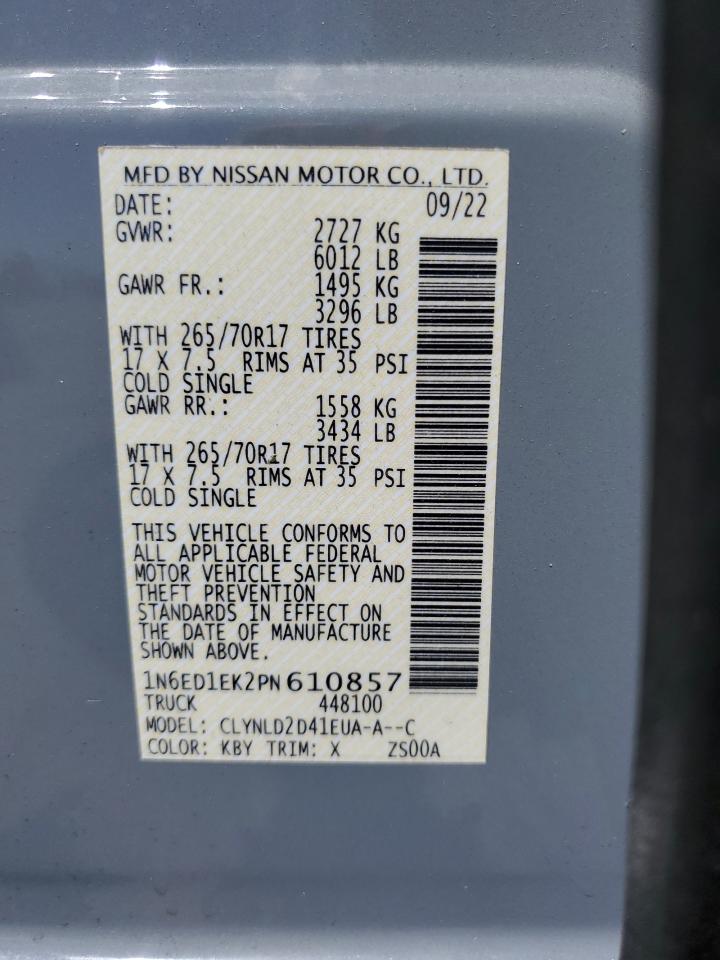 MFD BY NISSAN MOTOR CO., LTD.
DATE: 09/22
GVWR: 2727 KG
6012 LB
GAWR FR.: 1495 KG
3296 LB
WITH 265/70R17 TIRES
17 X 7.5 RIMS AT 35 PSI
COLD SINGLE
GAWR RR.: 1558 KG
3434 LB
WITH 265/70R17 TIRES
17 X 7.5 RIMS AT 35 PSI
COLD SINGLE
THIS VEHICLE CONFORMS TO
ALL APPLICABLE FEDERAL
MOTOR VEHICLE SAFETY AND
THEFT PREVENTION
STANDARDS IN EFFECT ON
THE DATE OF MANUFACTURE
SHOWN ABOVE.
1N6ED1EK2PN610857
TRUCK 448100
MODEL: CLYNLD2D41EUA-A--C
COLOR: KBY TRIM: X ZS00A